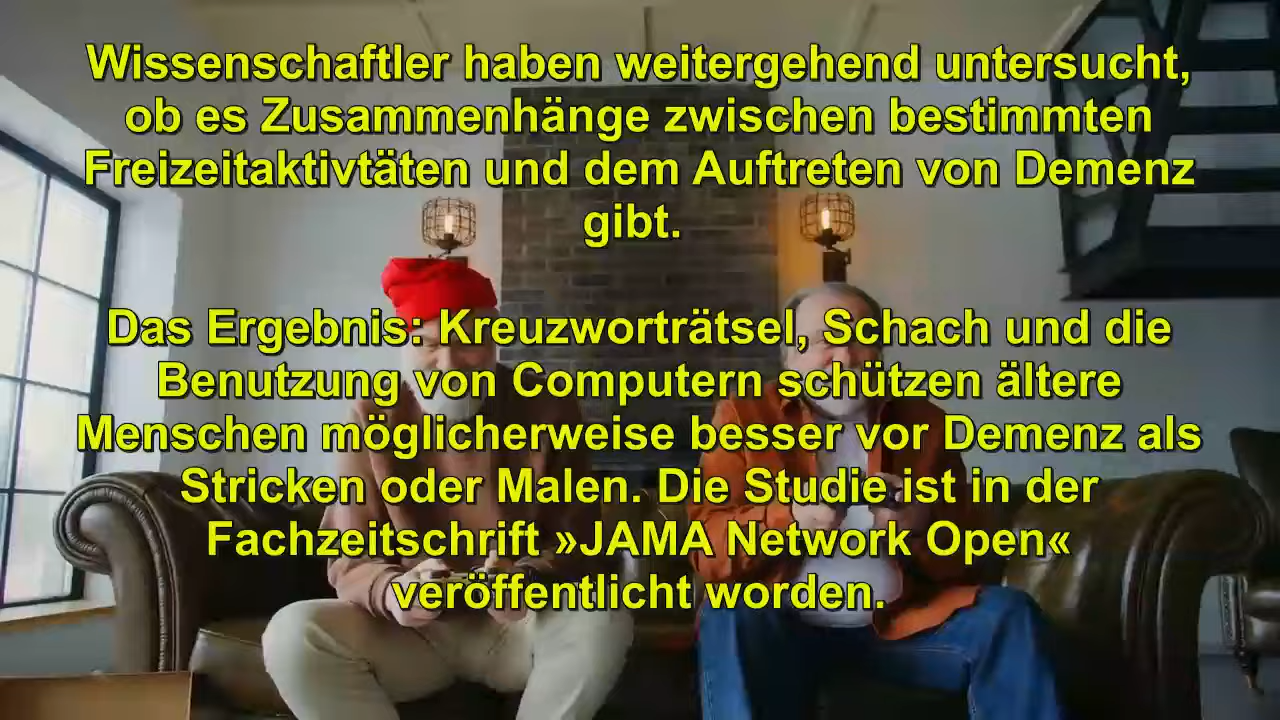 Wissenschaftler haben weitergehend untersucht,
ob es Zusammenhänge zwischen bestimmten
Freizeitaktivtäten und dem Auftreten von Demenz
gibt.
Das Ergebnis: Kreuzworträtsel, Schach und die
Benutzung von Computern schützen ältere
Menschen möglicherweise besser vor Demenz als
Stricken oder Malen. Die Studie ist in der
Fachzeitschrift »JAMA Network Open«
veröffentlicht worden.